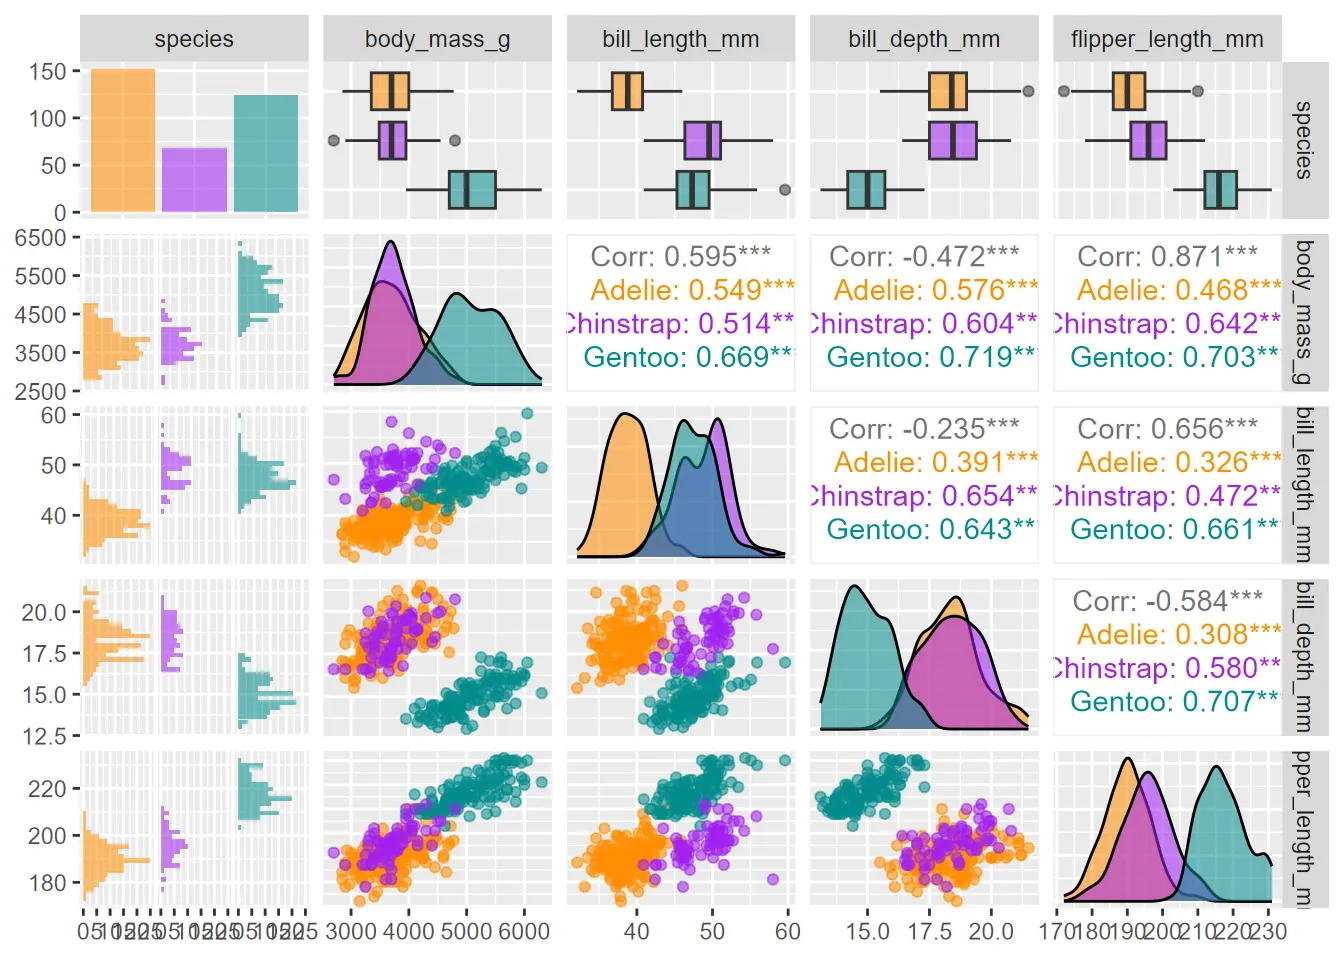 species
body_mass_g
bill_length_mm
bill_depth_mm
flipper_length_mm
150
100
50
0
species
6500
5500
4500
3500
2500
Corr: 0.595***
Adelie: 0.549***
Chinstrap: 0.514**
Gentoo: 0.669**
Corr: -0.472***
Adelie: 0.576***
Chinstrap: 0.604**
Gentoo: 0.719**
Corr: 0.871***
Adelie: 0.468***
Chinstrap: 0.642**
Gentoo: 0.703**
body_mass_g
60
50
40
Corr: -0.235***
Adelie: 0.391***
Chinstrap: 0.654**
Gentoo: 0.643**
Corr: 0.656***
Adelie: 0.326***
Chinstrap: 0.472**
Gentoo: 0.661**
bill_length_mm
20.0
17.5
15.0
12.5
Corr: -0.584***
Adelie: 0.308***
Chinstrap: 0.580**
Gentoo: 0.707**
bill_depth_mm
220
200
180
pper_length_m
3000 4000 5000 6000
40 50 60
15.0 17.5 20.0
170 180 190 200 210 220 230